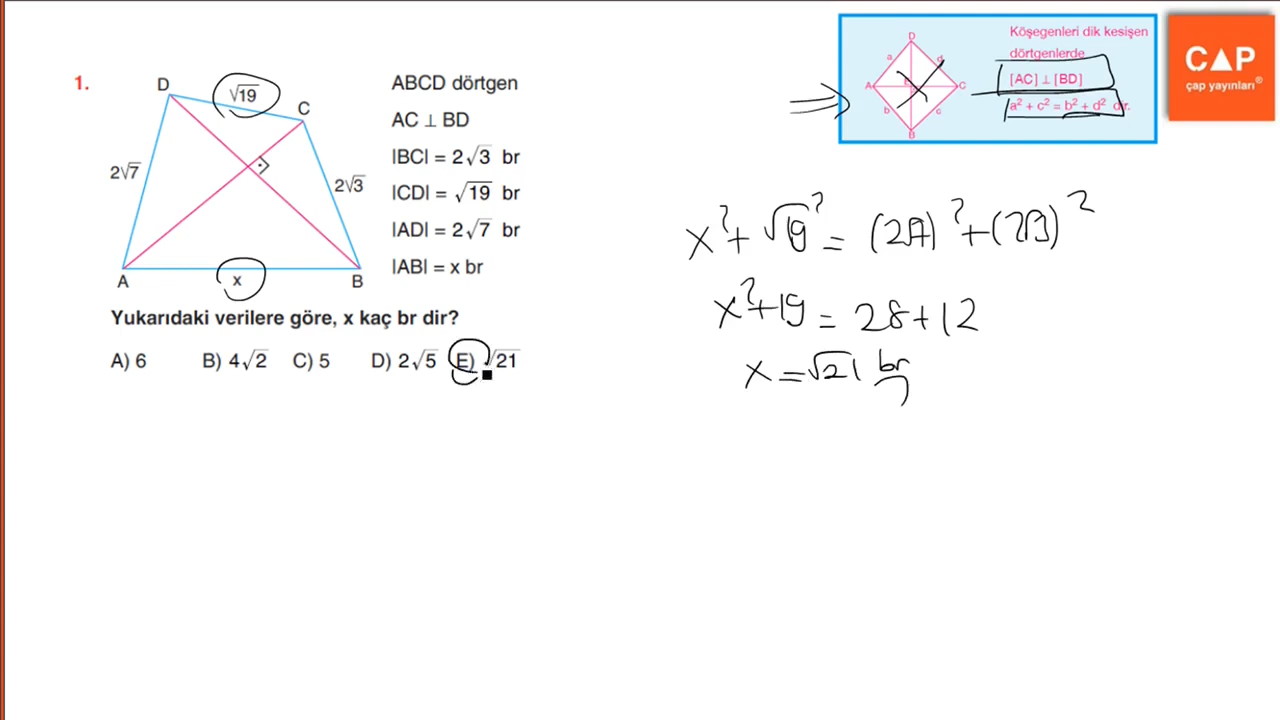 1.
D
√19
C
2√7
2√3
A
x
B
ABCD dörtgen
AC ⊥ BD
|BC| = 2√3 br
|CD| = √19 br
|AD| = 2√7 br
|AB| = x br
Yukarıdaki verilere göre, x kaç br dir?
A) 6 B) 4√2 C) 5 D) 2√5 E) √21
D
a
d
A
C
b
c
B
Köşegenleri dik kesişen
dörtgenlerde
[AC] ⊥ [BD]
a² + c² = b² + d² dir.
ÇAP
çap yayınları®
x² + √19² = (2√7)² + (2√3)²
x² + 19 = 28 + 12
x = √21 br